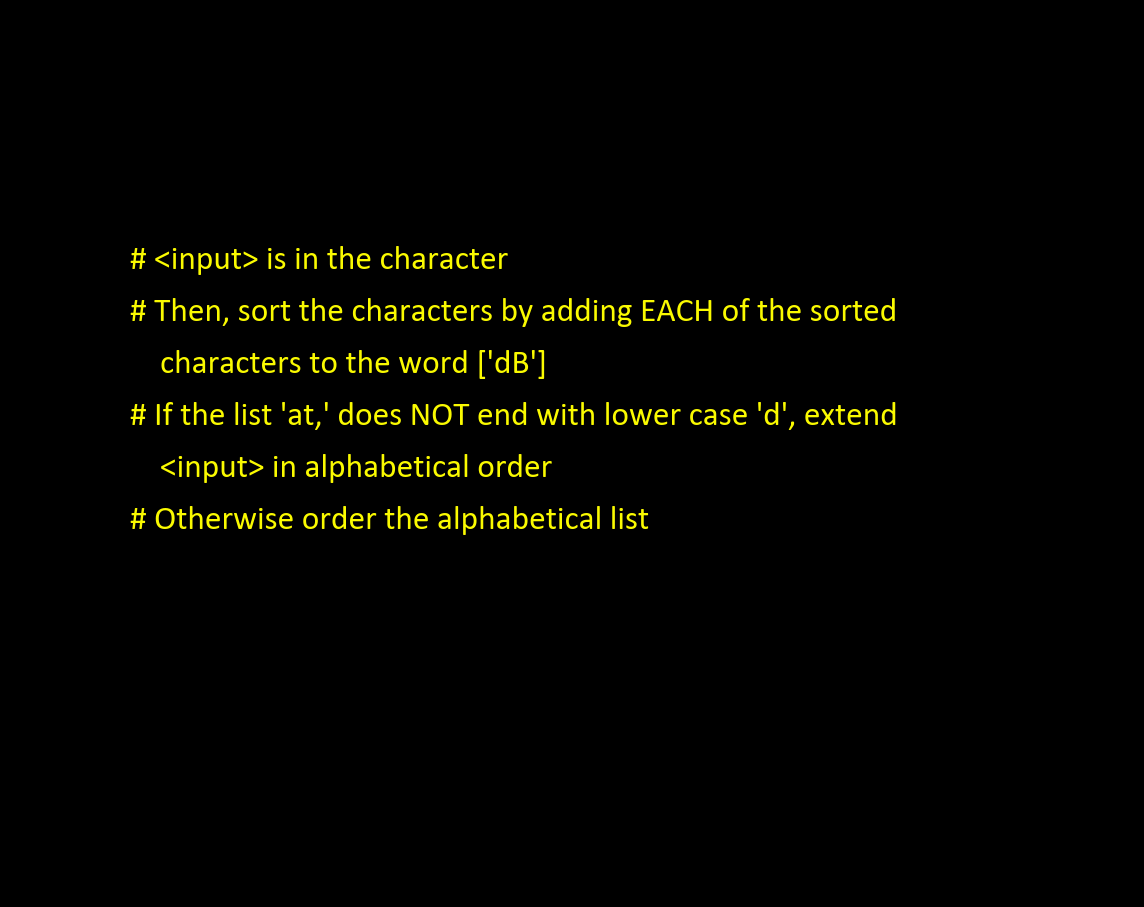 # <input> is in the character
# Then, sort the characters by adding EACH of the sorted
characters to the word ['dB']
# If the list 'at,' does NOT end with lower case 'd', extend
<input> in alphabetical order
# Otherwise order the alphabetical list